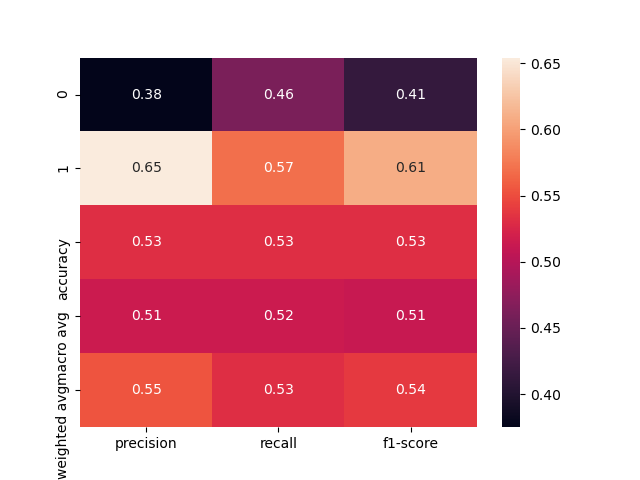 0 0.38 0.46 0.41 0.65
1 0.65 0.57 0.61 0.60
accuracy 0.53 0.53 0.53 0.55
macro avg 0.51 0.52 0.51 0.50
weighted avg 0.55 0.53 0.54 0.45
0.40
precision recall f1-score